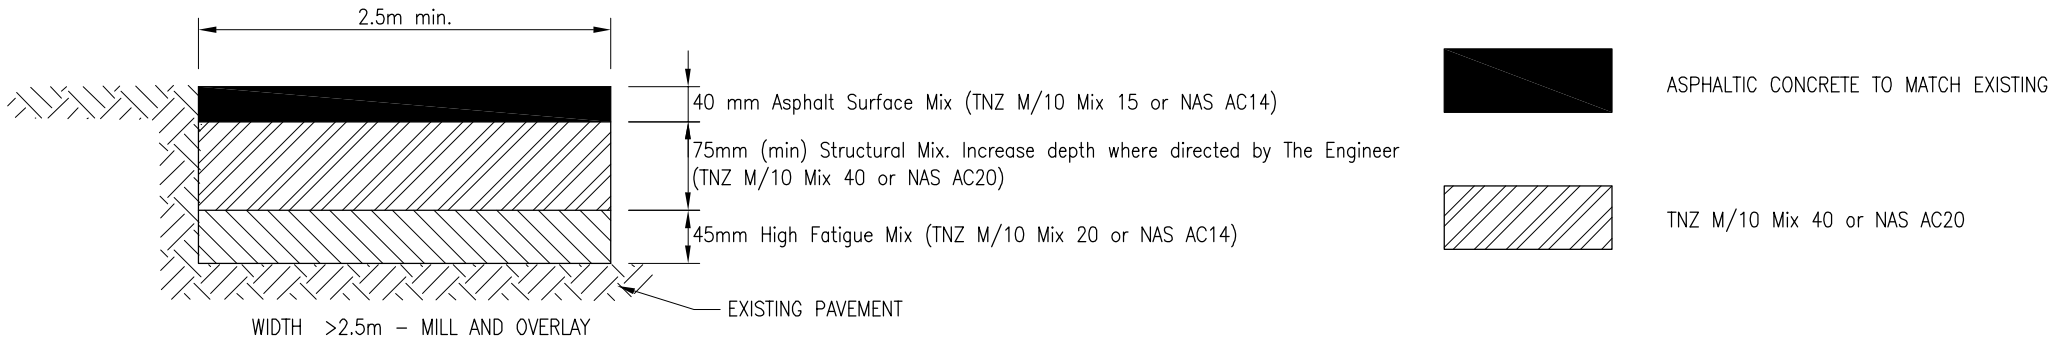 2.5m min.
40 mm Asphalt Surface Mix (TNZ M/10 Mix 15 or NAS AC14)
75mm (min) Structural Mix. Increase depth where directed by The Engineer
(TNZ M/10 Mix 40 or NAS AC20)
45mm High Fatigue Mix (TNZ M/10 Mix 20 or NAS AC14)
EXISTING PAVEMENT
WIDTH >2.5m - MILL AND OVERLAY
ASPHALTIC CONCRETE TO MATCH EXISTING
TNZ M/10 Mix 40 or NAS AC20